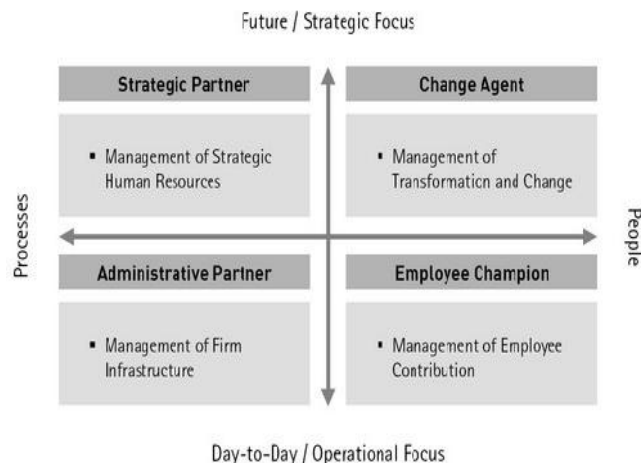 Future / Strategic Focus
Strategic Partner
Change Agent
▪ Management of Strategic
Human Resources
▪ Management of
Transformation and Change
Processes
People
Administrative Partner
Employee Champion
▪ Management of Firm
Infrastructure
▪ Management of Employee
Contribution
Day-to-Day / Operational Focus